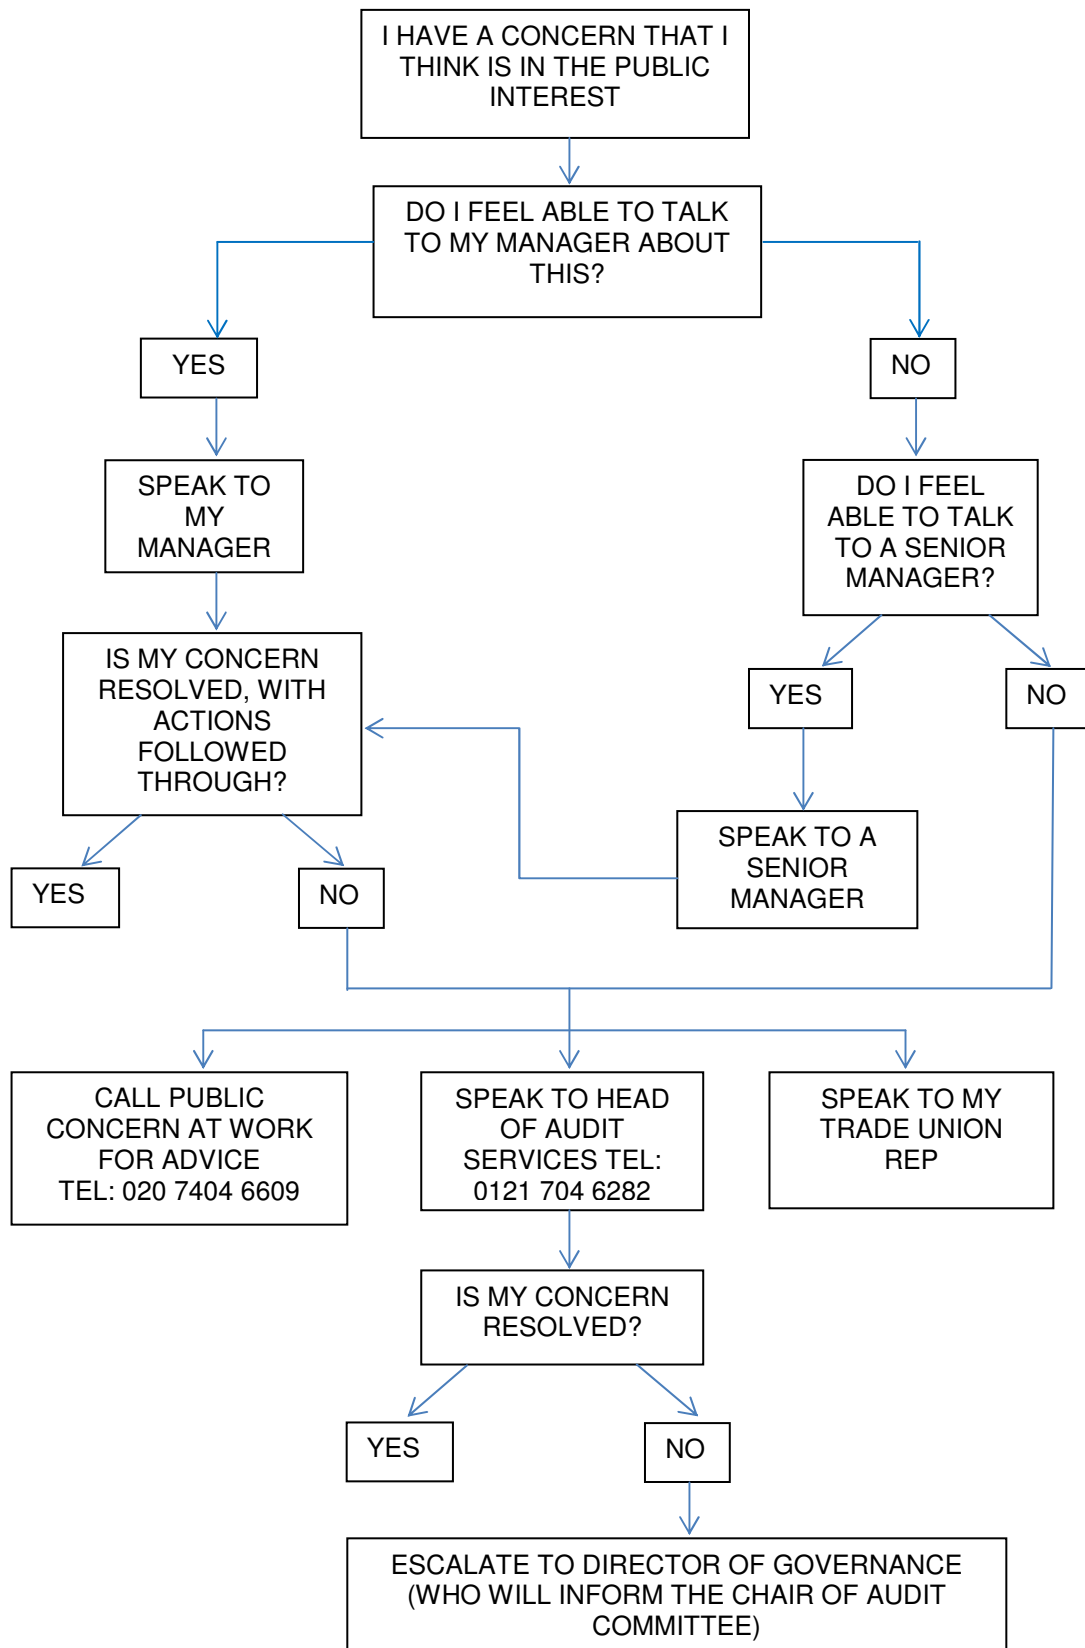 I HAVE A CONCERN THAT I
THINK IS IN THE PUBLIC
INTEREST
DO I FEEL ABLE TO TALK
TO MY MANAGER ABOUT
THIS?
YES
NO
SPEAK TO
MY
MANAGER
DO I FEEL
ABLE TO TALK
TO A SENIOR
MANAGER?
IS MY CONCERN
RESOLVED, WITH
ACTIONS
FOLLOWED
THROUGH?
YES
NO
SPEAK TO A
SENIOR
MANAGER
YES
NO
CALL PUBLIC
CONCERN AT WORK
FOR ADVICE
TEL: 020 7404 6609
SPEAK TO HEAD
OF AUDIT
SERVICES TEL:
0121 704 6282
SPEAK TO MY
TRADE UNION
REP
IS MY CONCERN
RESOLVED?
YES
NO
ESCALATE TO DIRECTOR OF GOVERNANCE
(WHO WILL INFORM THE CHAIR OF AUDIT
COMMITTEE)